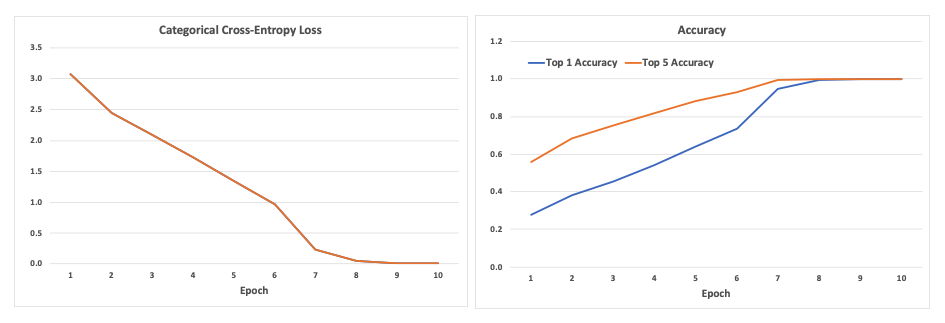 Categorical Cross-Entropy Loss
3.5
3.0
2.5
2.0
1.5
1.0
0.5
0.0
1 2 3 4 5 6 7 8 9 10
Epoch
Accuracy
1.2
Top 1 Accuracy Top 5 Accuracy
1.0
0.8
0.6
0.4
0.2
0.0
1 2 3 4 5 6 7 8 9 10
Epoch